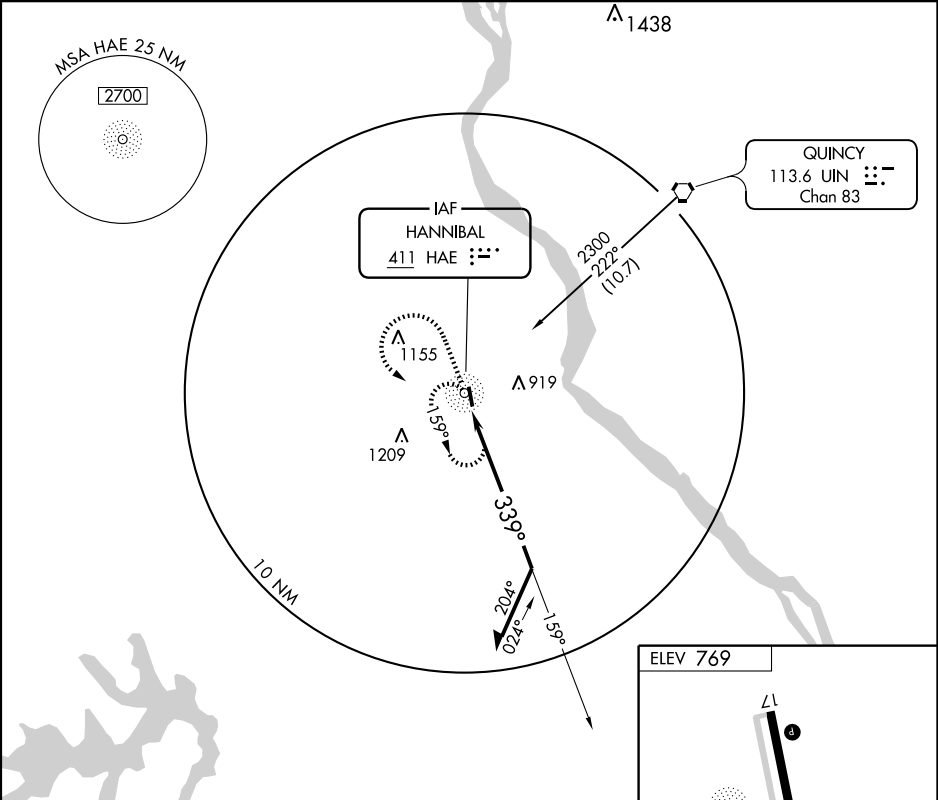 1438
MSA HAE 25 NM
2700
QUINCY
113.6 UIN
Chan 83
IAF
HANNIBAL
411 HAE
2300
222°
(10.7)
1155
919
159°
1209
339°
10 NM
204°
024°
159°
ELEV 769
17
P